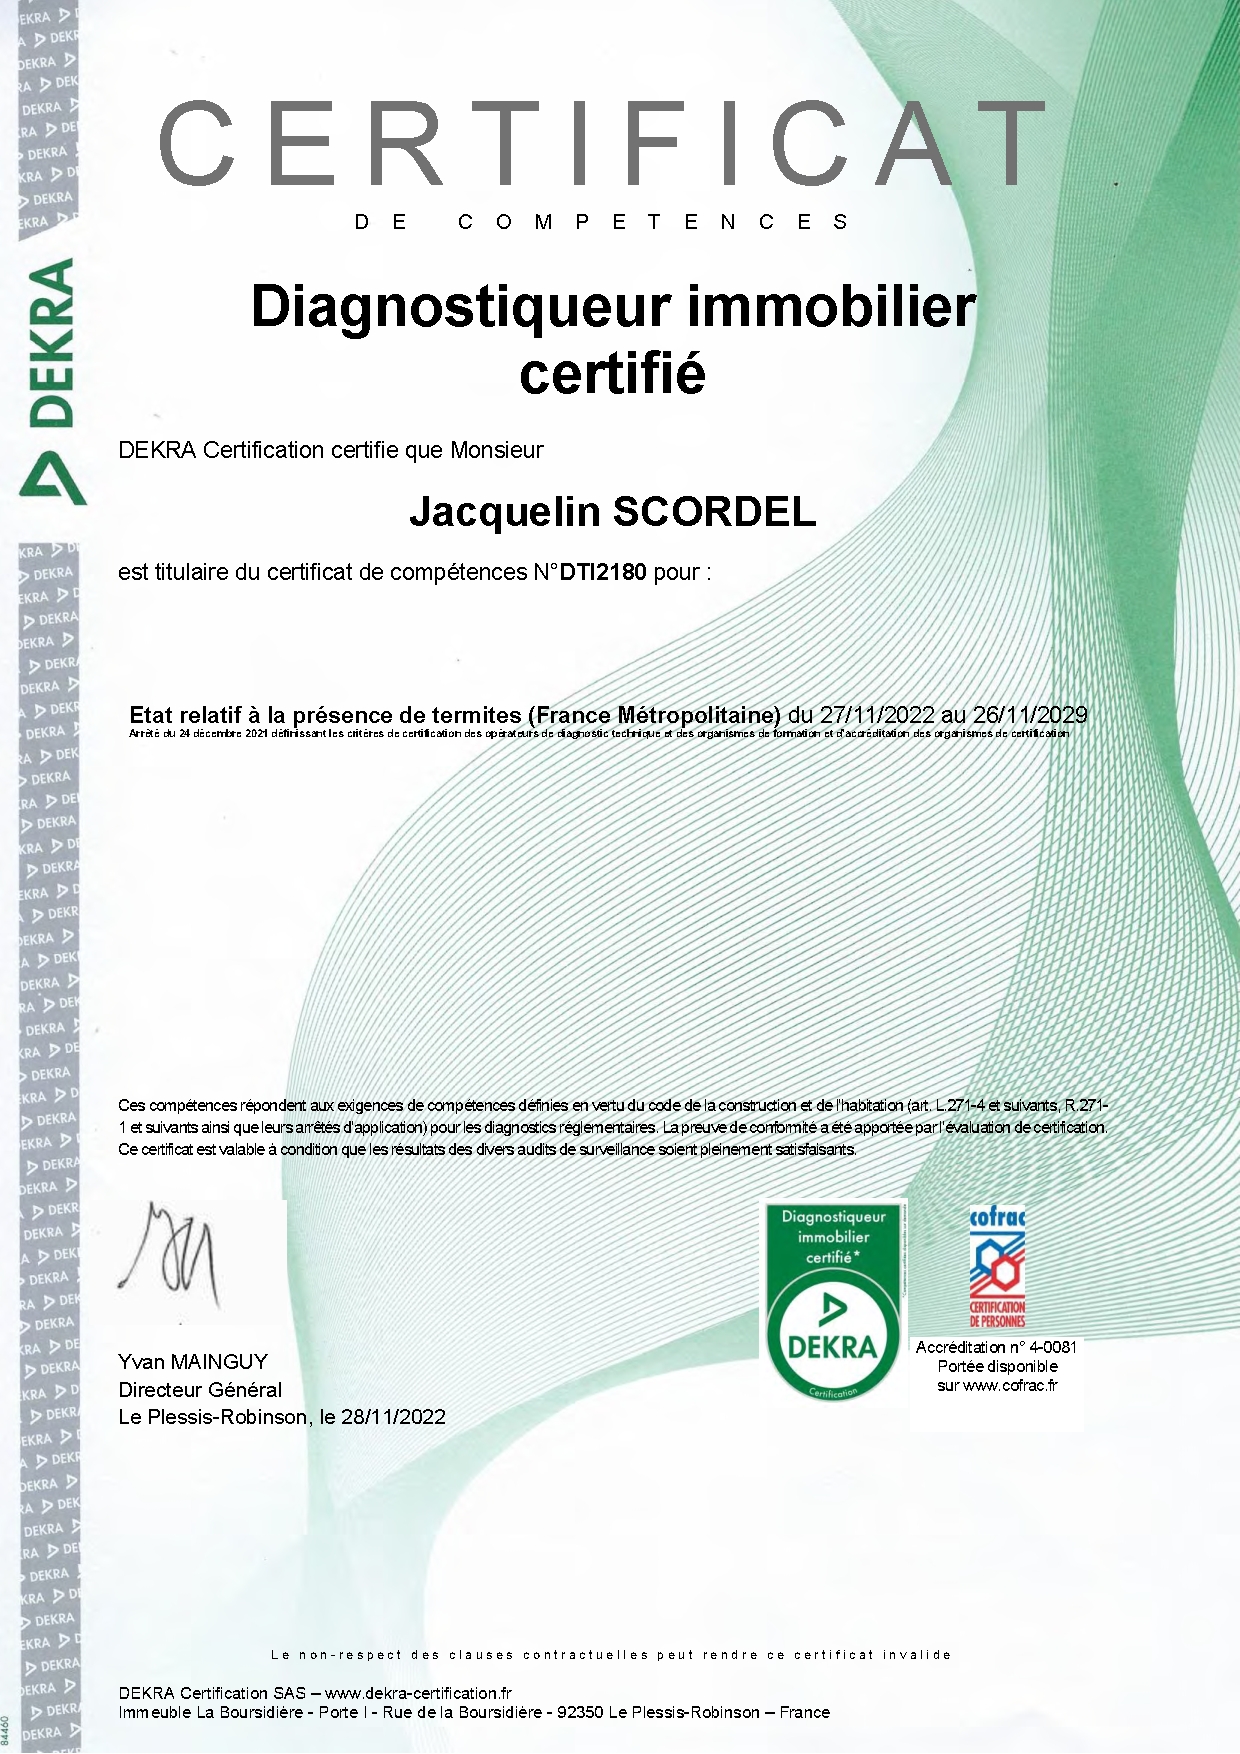 CERTIFICAT
DE COMPETENCES
Diagnostiqueur immobilier
certifié
DEKRA
DEKRA Certification certifie que Monsieur
Jacquelin SCORDEL
est titulaire du certificat de compétences N°DTI2180 pour :
Etat relatif à la présence de termites (France Métropolitaine) du 27/11/2022 au 26/11/2029
Arrêté du 24 décembre 2021 définissant les critères de certification des opérateurs de diagnostic technique et des organismes de formation et d'accréditation des organismes de certification
Ces compétences répondent aux exigences de compétences définies en vertu du code de la construction et de l'habitation (art. L.271-4 et suivants, R.271-
1 et suivants ainsi que leurs arrêtés d'application) pour les diagnostics réglementaires. La preuve de conformité a été apportée par l'évaluation de certification.
Ce certificat est valable à condition que les résultats des divers audits de surveillance soient pleinement satisfaisants.
Diagnostiqueur
immobilier
certifié*
DEKRA
Certification
cofrac
CERTIFICATION
DE PERSONNES
Accréditation n° 4-0081
Portée disponible
sur www.cofrac.fr
Yvan MAINGUY
Directeur Général
Le Plessis-Robinson, le 28/11/2022
Le non-respect des clauses contractuelles peut rendre ce certificat invalide
DEKRA Certification SAS – www.dekra-certification.fr
Immeuble La Boursidière - Porte I - Rue de la Boursidière - 92350 Le Plessis-Robinson – France
84460